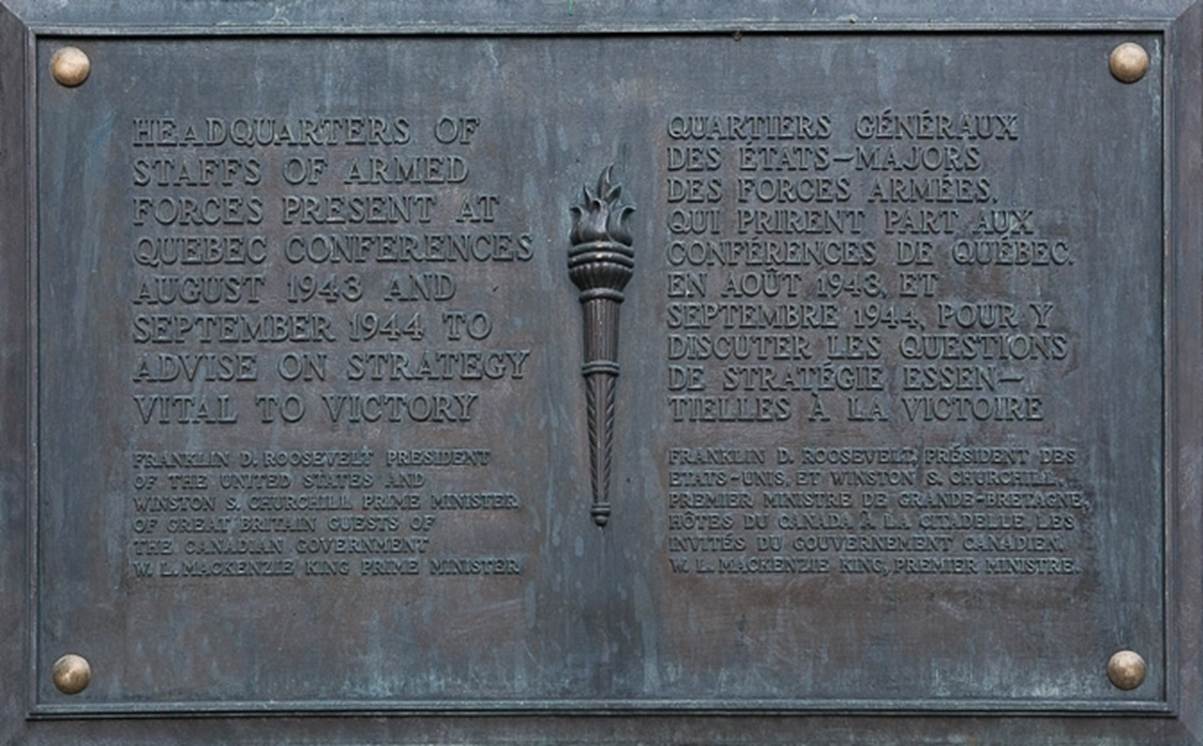 HEADQUARTERS OF
STAFFS OF ARMED
FORCES PRESENT AT
QUEBEC CONFERENCES
AUGUST 1943 AND
SEPTEMBER 1944 TO
ADVISE ON STRATEGY
VITAL TO VICTORY
FRANKLIN D. ROOSEVELT PRESIDENT
OF THE UNITED STATES AND
WINSTON S. CHURCHILL PRIME MINISTER
OF GREAT BRITAIN GUESTS OF
THE CANADIAN GOVERNMENT
W. L. MACKENZIE KING PRIME MINISTER
QUARTIERS GÉNÉRAUX
DES ÉTATS-MAJORS
DES FORCES ARMÉES,
QUI PRIRENT PART AUX
CONFÉRENCES DE QUÉBEC,
EN AOÛT 1943, ET
SEPTEMBRE 1944, POUR Y
DISCUTER LES QUESTIONS
DE STRATÉGIE ESSEN-
TIELLES À LA VICTOIRE
FRANKLIN D. ROOSEVELT, PRÉSIDENT DES
ÉTATS-UNIS, ET WINSTON S. CHURCHILL,
PREMIER MINISTRE DE GRANDE-BRETAGNE,
HÔTES DU CANADA À LA CITADELLE, LES
INVITÉS DU GOUVERNEMENT CANADIEN.
W. L. MACKENZIE KING, PREMIER MINISTRE.